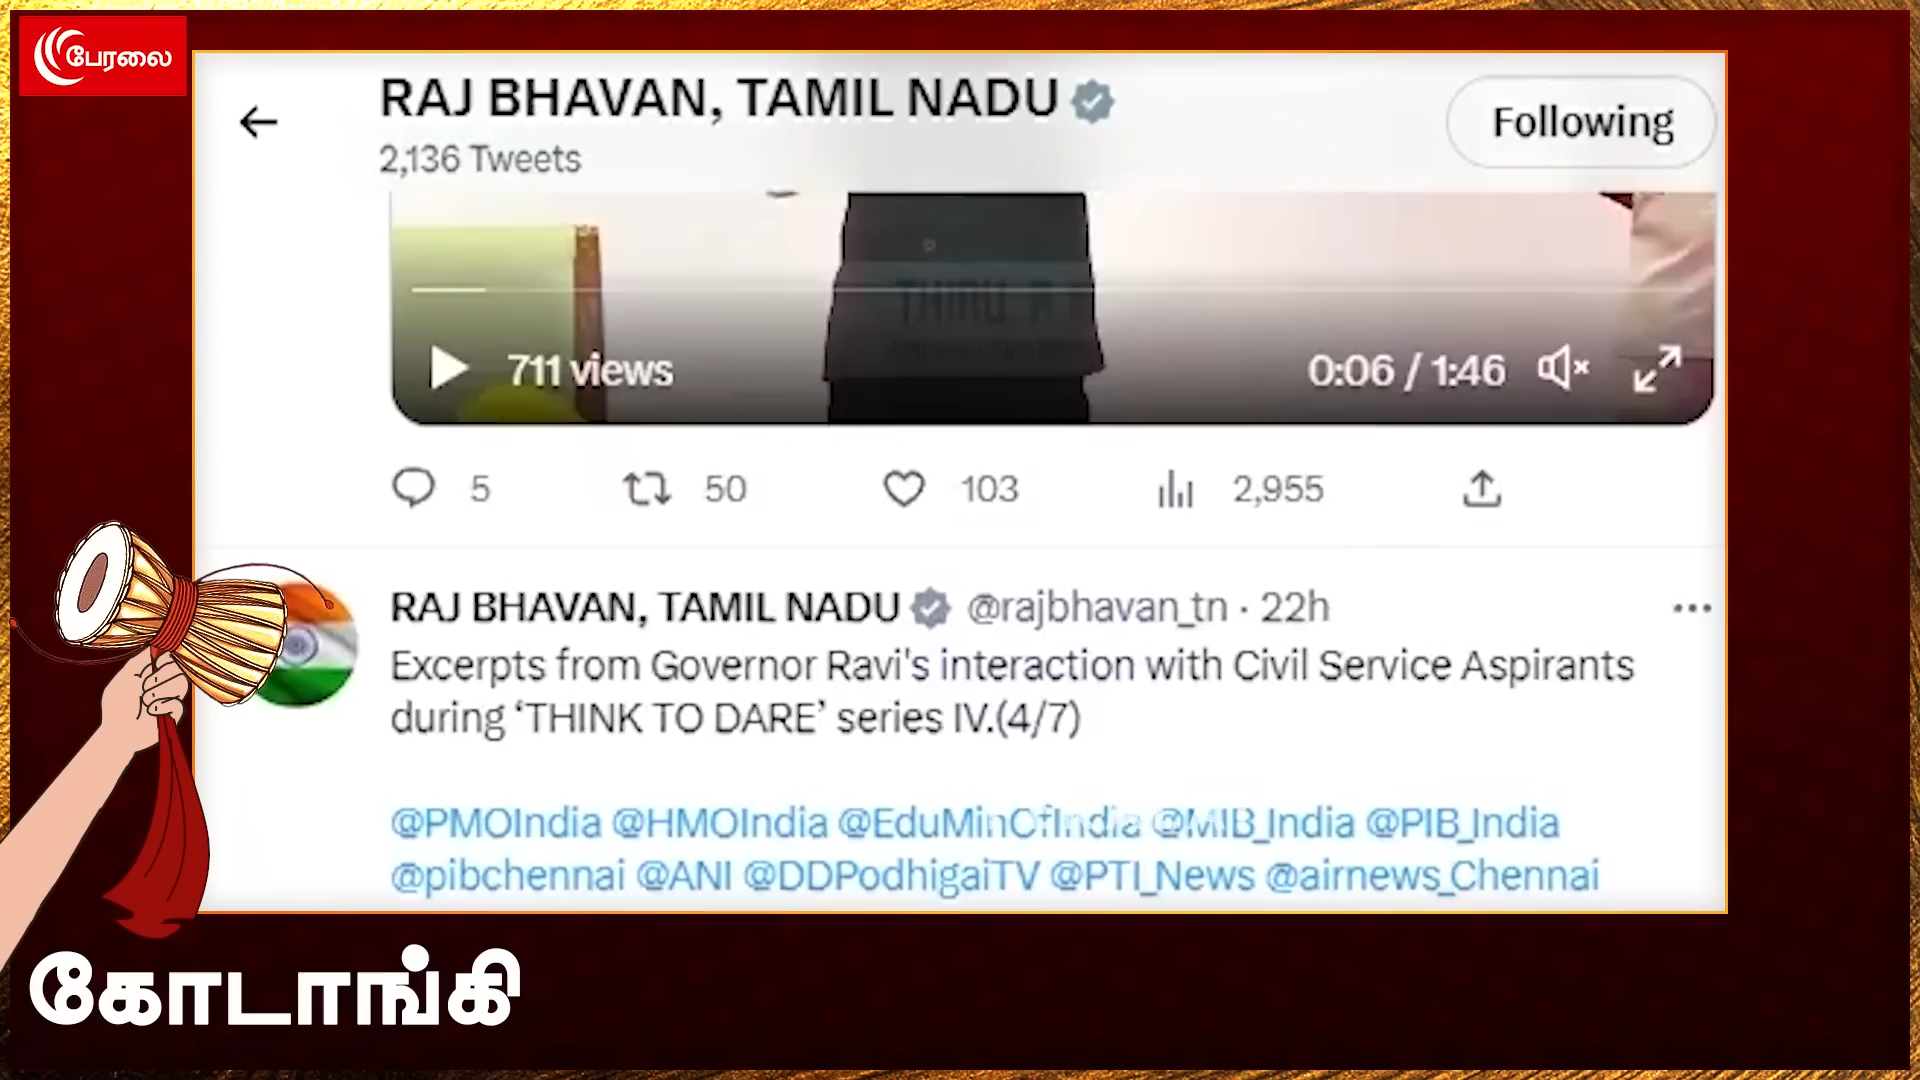 பேரலை
RAJ BHAVAN, TAMIL NADU
2,136 Tweets
Following
THIRU. R
711 views
0:06 / 1:46
5
50
103
2,955
RAJ BHAVAN, TAMIL NADU @rajbhavan_tn · 22h
Excerpts from Governor Ravi's interaction with Civil Service Aspirants
during ‘THINK TO DARE’ series IV.(4/7)
@PMOIndia @HMOIndia @EduMinOfIndia @MIB_India @PIB_India
@pibchennai @ANI @DDPodhigaiTV @PTI_News @airnews_Chennai
கோடாங்கி